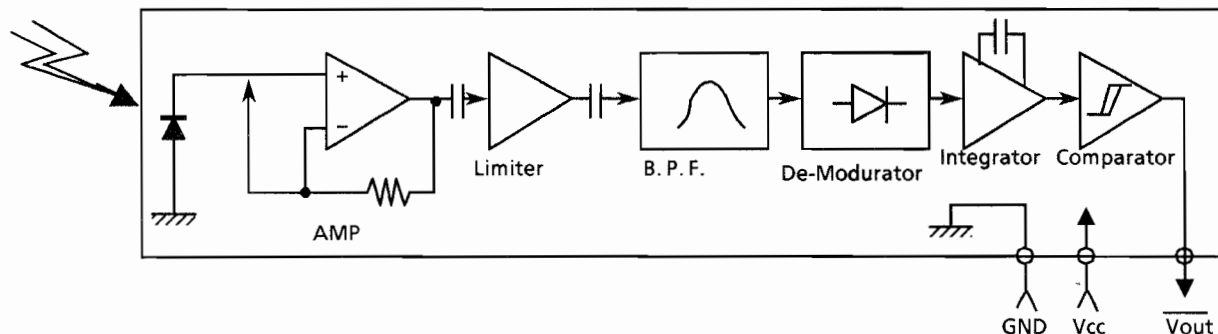 +
−
Limiter
B. P. F.
De-Modurator
Integrator
Comparator
AMP
GND
Vcc
Vout